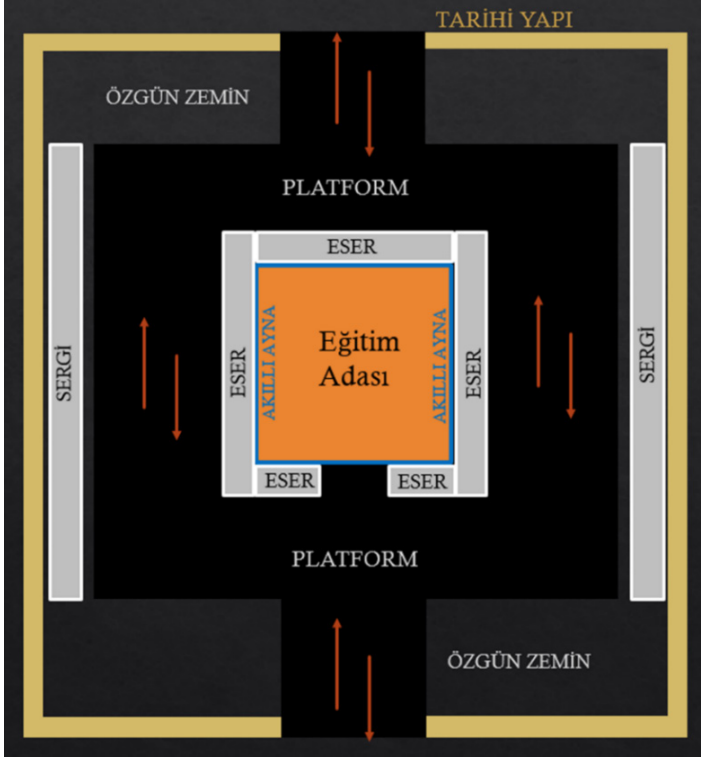 TARİHİ YAPI
ÖZGÜN ZEMİN
PLATFORM
ESER
SERGİ
ESER
AKILLI AYNA
Eğitim
Adası
AKILLI AYNA
ESER
SERGİ
ESER
ESER
PLATFORM
ÖZGÜN ZEMİN